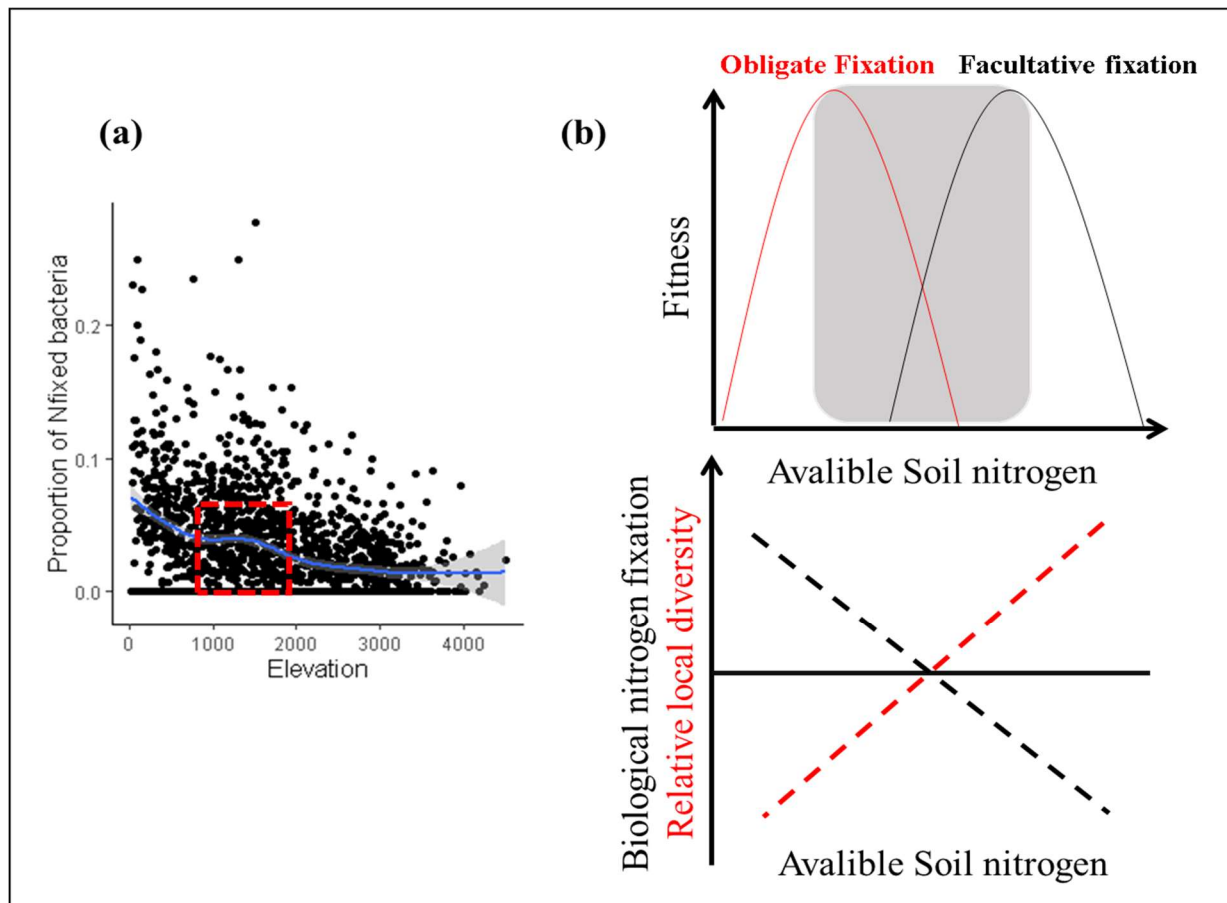 (a)
Proportion of Nfixed bacteria
0.2
0.1
0.0
0 1000 2000 3000 4000
Elevation
(b)
Obligate Fixation Facultative fixation
Fitness
Avalible Soil nitrogen
Biological nitrogen fixation
Relative local diversity
Avalible Soil nitrogen